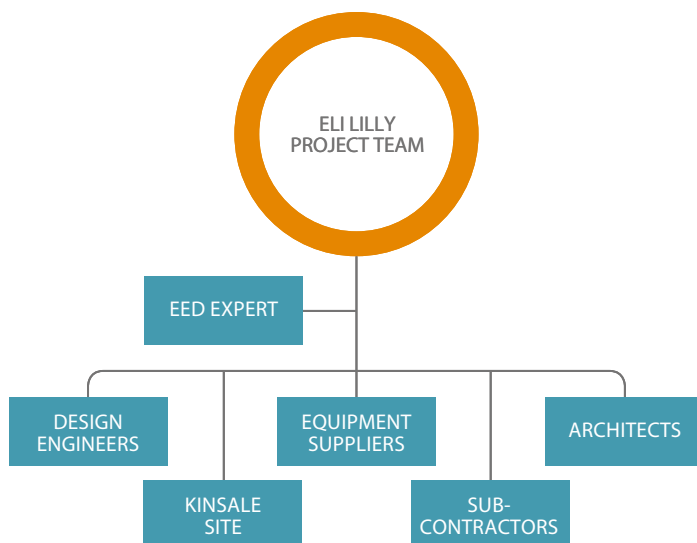 ELI LILLY
PROJECT TEAM
EED EXPERT
DESIGN
ENGINEERS
EQUIPMENT
SUPPLIERS
ARCHITECTS
KINSALE
SITE
SUB-
CONTRACTORS